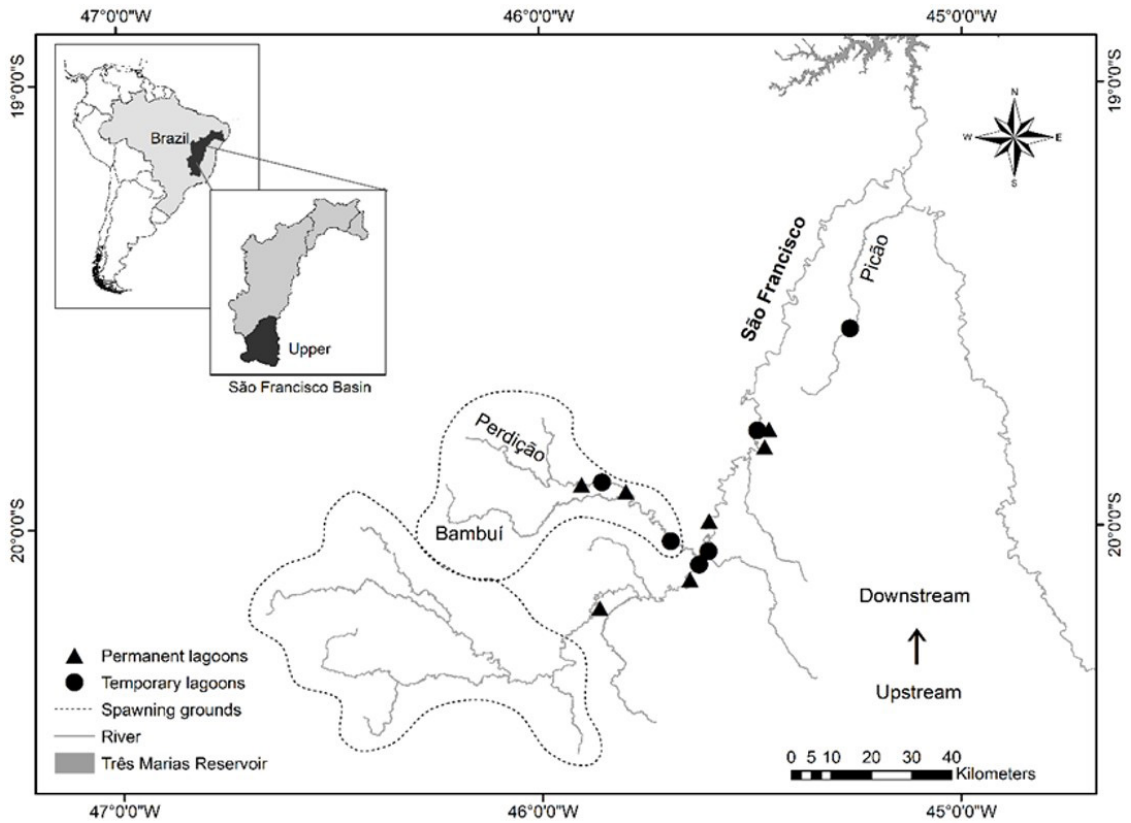 47°0'0"W
46°0'0"W
45°0'0"W
19°0'0"S
19°0'0"S
N
W
E
S
Brazil
Upper
São Francisco Basin
São Francisco
Picão
Perdição
Bambuí
20°0'0"S
20°0'0"S
Downstream
Upstream
Permanent lagoons
Temporary lagoons
Spawning grounds
River
Três Marias Reservoir
0 5 10 20 30 40
Kilometers
47°0'0"W
46°0'0"W
45°0'0"W